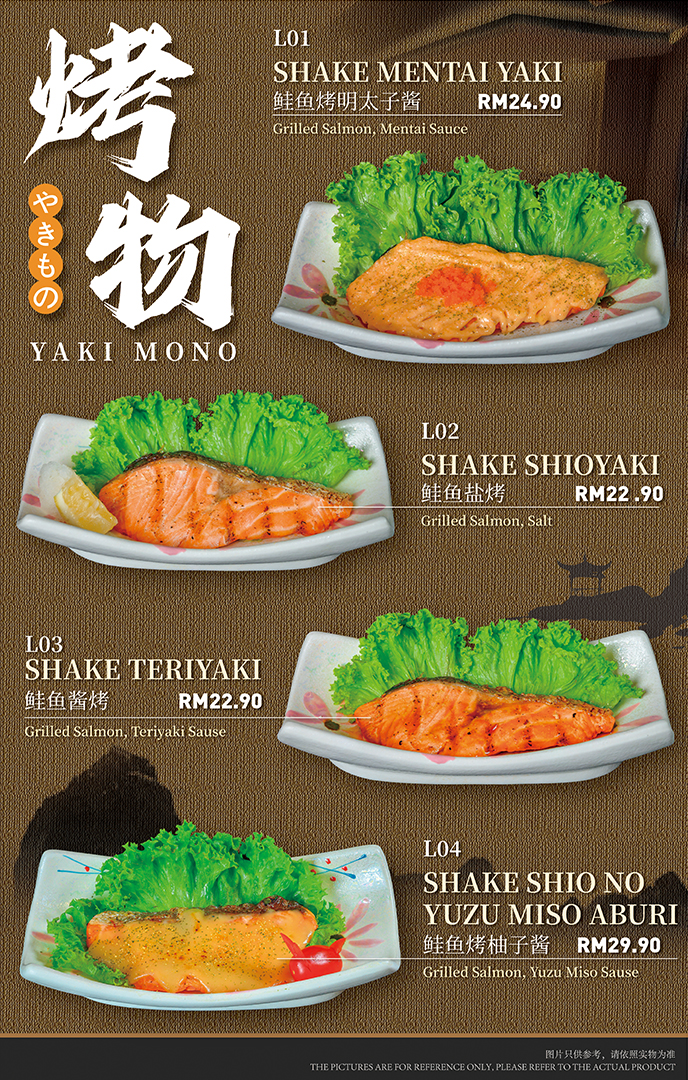 烤物
やきもの
YAKI MONO
L01
SHAKE MENTAI YAKI
鲑鱼烤明太子酱 RM24.90
Grilled Salmon, Mentai Sauce
L02
SHAKE SHIOYAKI
鲑鱼盐烤 RM22 .90
Grilled Salmon, Salt
L03
SHAKE TERIYAKI
鲑鱼酱烤 RM22.90
Grilled Salmon, Teriyaki Sause
L04
SHAKE SHIO NO
YUZU MISO ABURI
鲑鱼烤柚子酱 RM29.90
Grilled Salmon, Yuzu Miso Sause
图片只供参考，请依照实物为准
THE PICTURES ARE FOR REFERENCE ONLY, PLEASE REFER TO THE ACTUAL PRODUCT